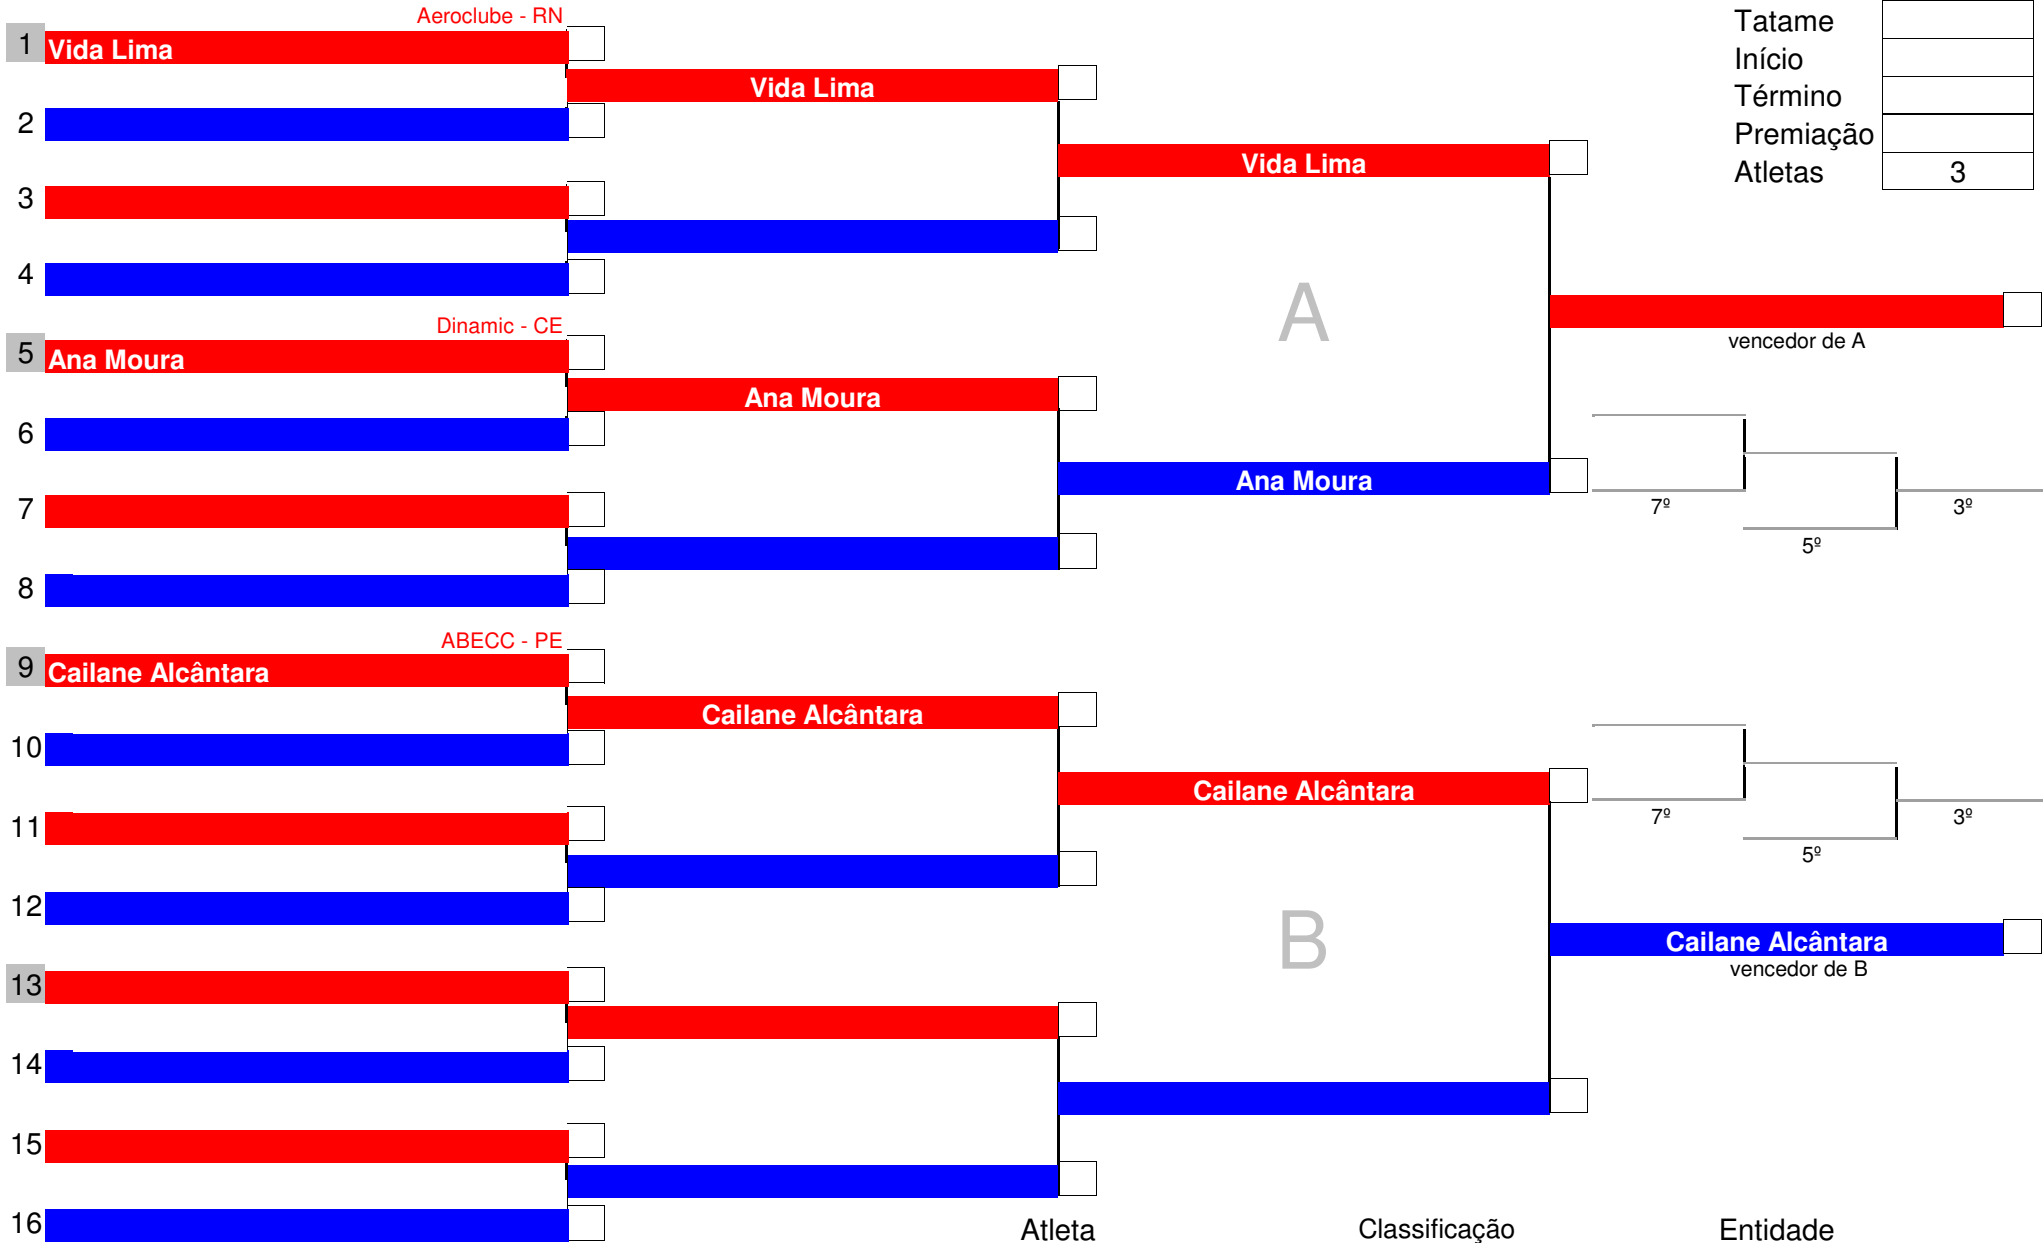 Aeroclube - RN
1 Vida Lima
Vida Lima
2
Vida Lima
3
4
Dinamic - CE
5 Ana Moura
Ana Moura
6
Ana Moura
7
8
A
vencedor de A
7º
5º
3º
ABECC - PE
9 Cailane Alcântara
Cailane Alcântara
10
Cailane Alcântara
11
12
7º
5º
3º
B
Cailane Alcântara
vencedor de B
13
14
15
16
Tatame
Início
Término
Premiação
Atletas 3
Atleta Classificação Entidade